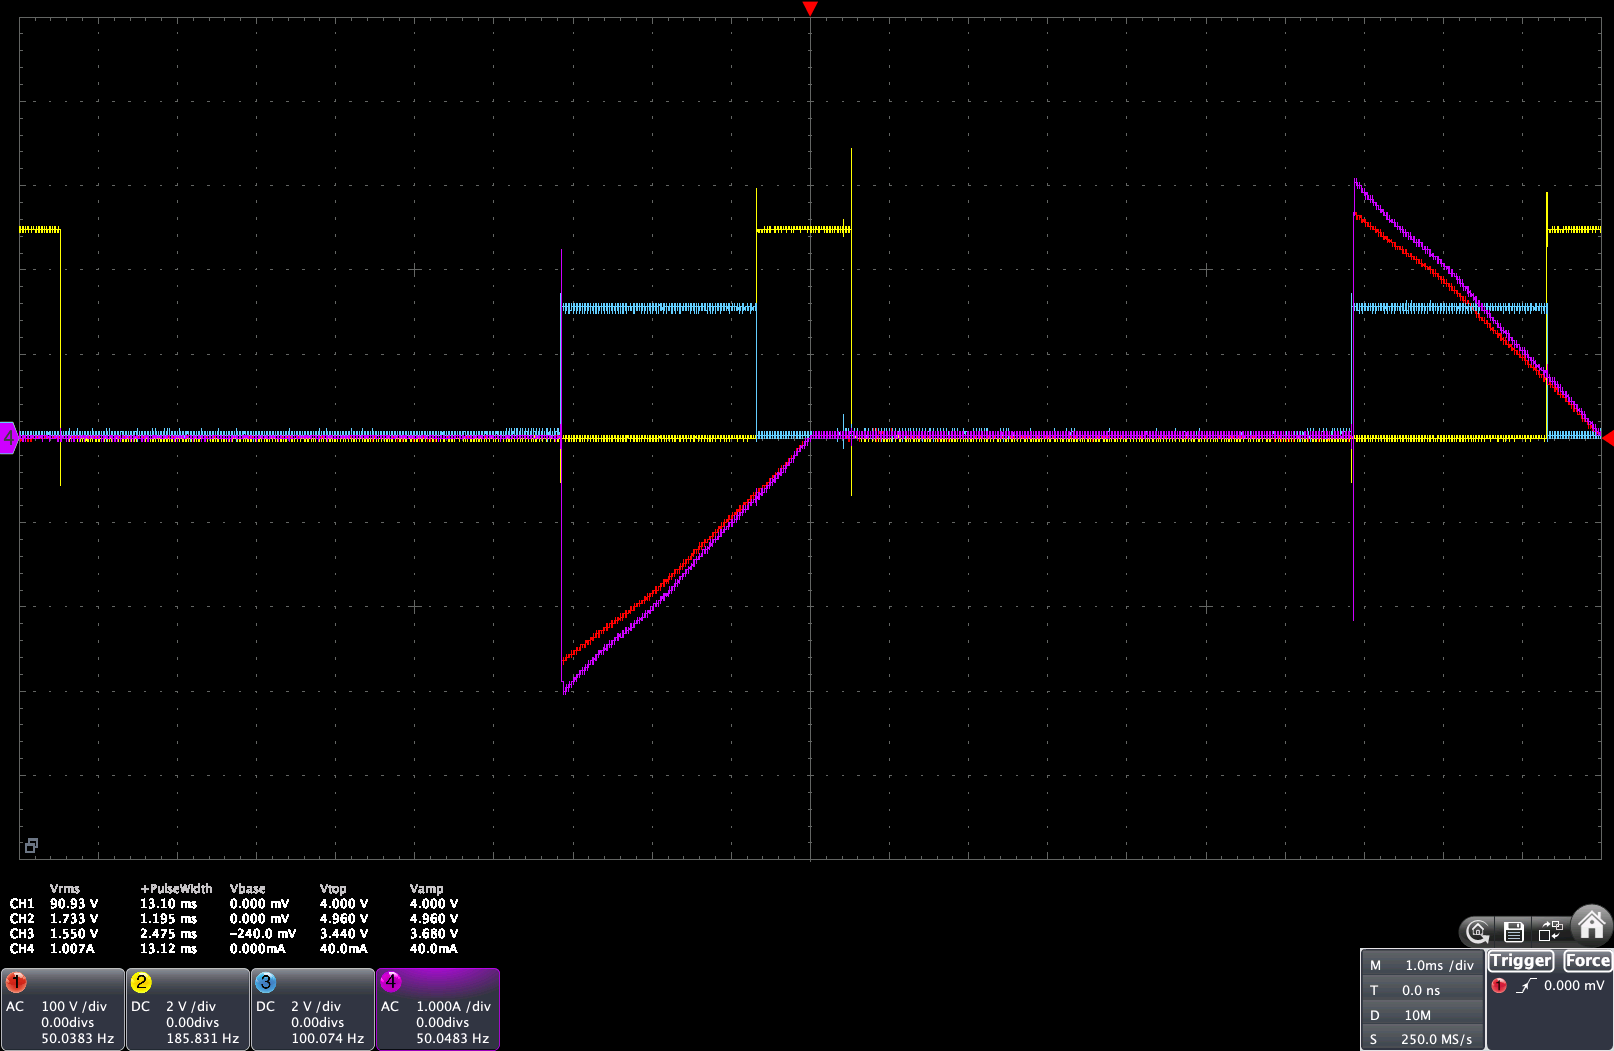 4
Vrms +PulseWidth Vbase Vtop Vamp
CH1 90.93 V 13.10 ms 0.000 mV 4.000 V 4.000 V
CH2 1.733 V 1.195 ms 0.000 mV 4.960 V 4.960 V
CH3 1.550 V 2.475 ms -240.0 mV 3.440 V 3.680 V
CH4 1.007A 13.12 ms 0.000mA 40.0mA 40.0mA
1
AC 100 V /div
0.00divs
50.0383 Hz
2
DC 2 V /div
0.00divs
185.831 Hz
3
DC 2 V /div
0.00divs
100.074 Hz
4
AC 1.000A /div
0.00divs
50.0483 Hz
M 1.0ms /div
T 0.0 ns
D 10M
S 250.0 MS/s
Trigger Force
1 0.000 mV